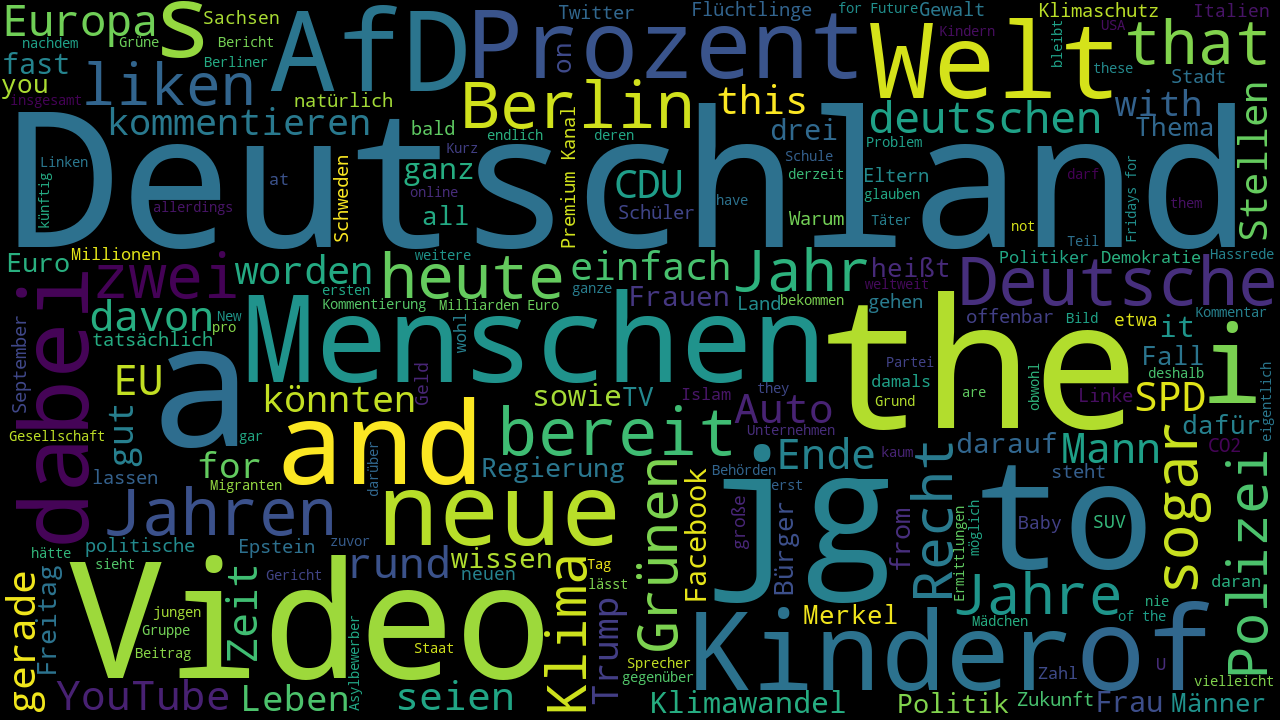 Europa
s
AfD
Prozent
Welt
that
Sachsen
Twitter
Flüchtlinge
for Future
Gewalt
Klimaschutz
Italien
nachdem
Grüne
Bericht
Berliner
on
Kindern
bleibt
USA
these
fast
liken
you
insgesamt
natürlich
Berlin
this
Stadt
with
kommentieren
bald
endlich
deren
drei
deutschen
Thema
Stellen
Deutschland
Linken
at
Kurz
ganz
online
Premium Kanal
CDU
Schule
derzeit
Problem
Eltern
glauben
darf
künftig
allerdings
Schweden
all
Schüler
have
Warum
Täter
not
Fridays for
them
Teil
Euro
Millionen
zwei
worden
heute
weitere
einfach
Jahr
heißt
Politiker
Demokratie
Hassrede
weltweit
Deutsche
ersten
ganze
Frauen
Land
bekommen
gehen
Kommentierung
Milliarden Euro
dabei
davon
New
pro
tatsächlich
September
a
Menschen
wohl
the
offenbar
Bild
etwa
it
Kommentar
i
EU
Geld
Partei
Fall
deshalb
könnten
sowie
TV
Islam
they
damals
Grund
are
obwohl
Linke
SPD
Auto
dafür
eigentlich
Gesellschaft
gut
gar
and
bereit
Unternehmen
darauf
Mann
CO2
for
Regierung
Ende
kaum
lassen
Migranten
darüber
Behörden
erst
steht
sogar
Polizei
Jahren
neue
Grünen
Facebook
große
jg
Recht
to
Baby
SUV
hätte
politische
Epstein
zuvor
wissen
Bürger
from
Ermittlungen
möglich
sieht
rund
Klima
Tag
neuen
lässt
daran
gerade
Freitag
Video
zeit
Gericht
jungen
Gruppe
Beitrag
Staat
Asylbewerber
Trump
Merkel
Jahre
Mädchen
of the
nie
Sprecher
gegenüber
Kinder
of
Zahl
U
vielleicht
YouTube
Leben
seien
Klimawandel
Politik
Zukunft
Frau
Männer